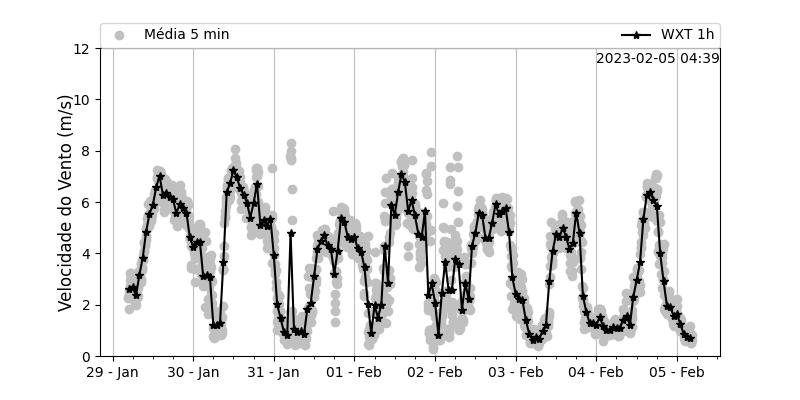 Média 5 min
WXT 1h
2023-02-05 04:39
Velocidade do Vento (m/s)
12
10
8
6
4
2
0
29 - Jan
30 - Jan
31 - Jan
01 - Feb
02 - Feb
03 - Feb
04 - Feb
05 - Feb